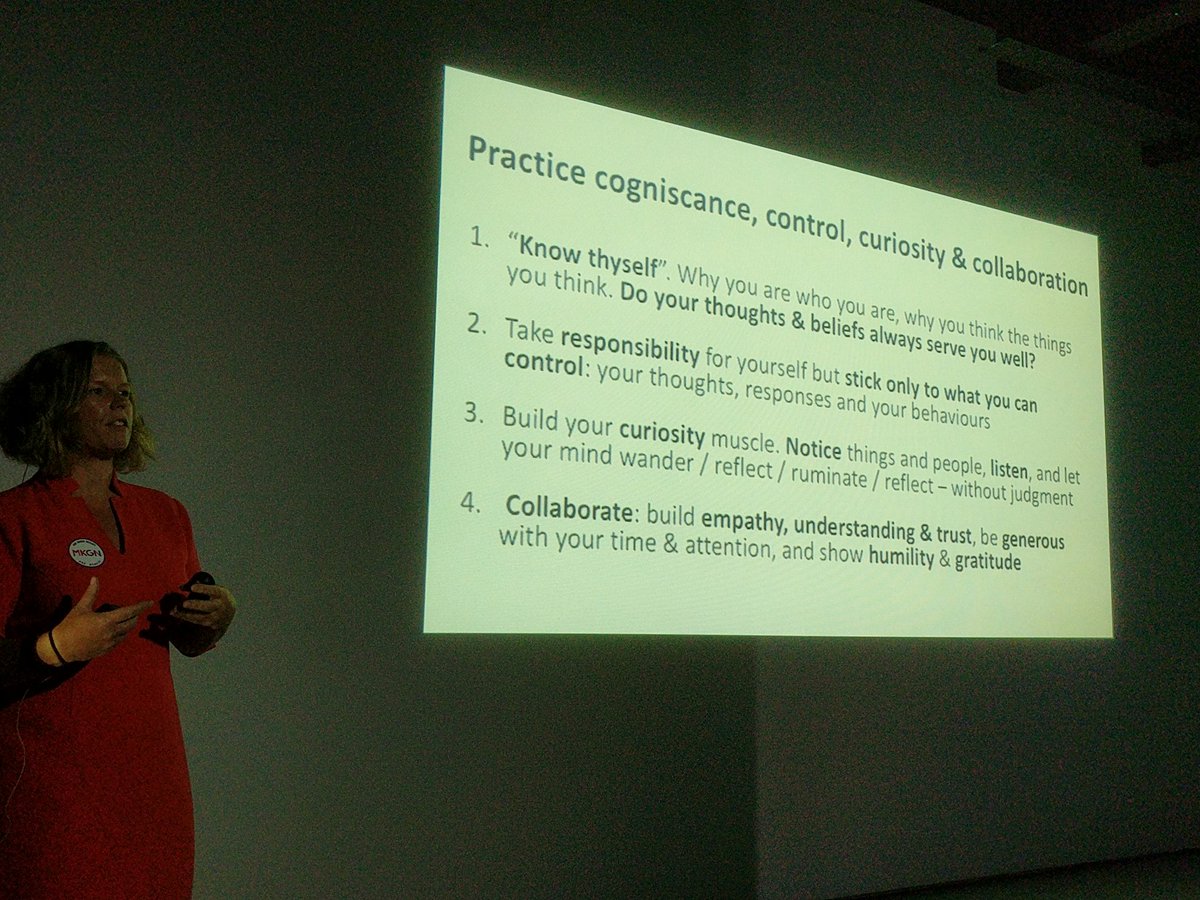 Practice cogniscance, control, curiosity & collaboration
1. “Know thyself”. Why you are who you are, why you think the things
you think. Do your thoughts & beliefs always serve you well?
2. Take responsibility for yourself but stick only to what you can
control: your thoughts, responses and your behaviours
3. Build your curiosity muscle. Notice things and people, listen, and let
your mind wander / reflect / ruminate / reflect – without judgment
4. Collaborate: build empathy, understanding & trust, be generous
with your time & attention, and show humility & gratitude
MKGN